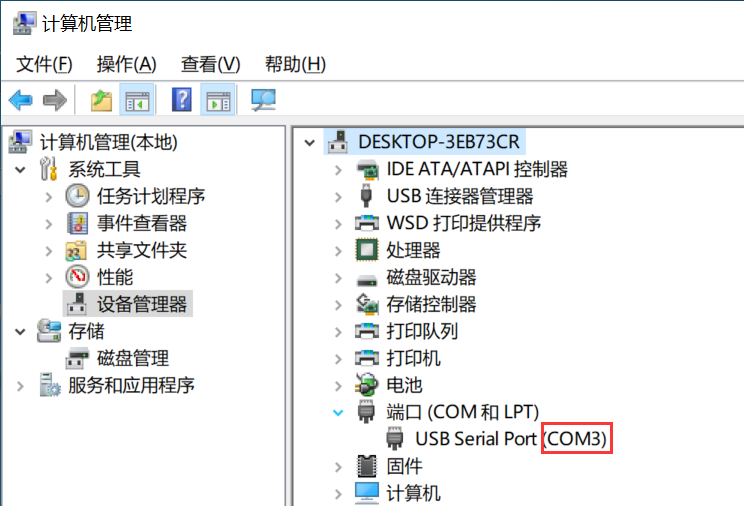 计算机管理
文件(F) 操作(A) 查看(V) 帮助(H)
计算机管理(本地)
系统工具
任务计划程序
事件查看器
共享文件夹
性能
设备管理器
存储
磁盘管理
服务和应用程序
DESKTOP-3EB73CR
IDE ATA/ATAPI 控制器
USB 连接器管理器
WSD 打印提供程序
处理器
磁盘驱动器
存储控制器
打印队列
打印机
电池
端口 (COM 和 LPT)
USB Serial Port (COM3)
固件
计算机